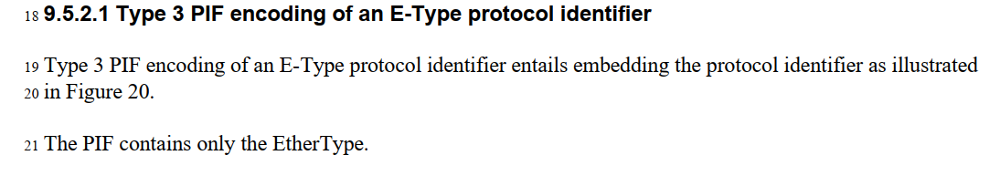 18 9.5.2.1 Type 3 PIF encoding of an E-Type protocol identifier
19 Type 3 PIF encoding of an E-Type protocol identifier entails embedding the protocol identifier as illustrated
20 in Figure 20.
21 The PIF contains only the EtherType.